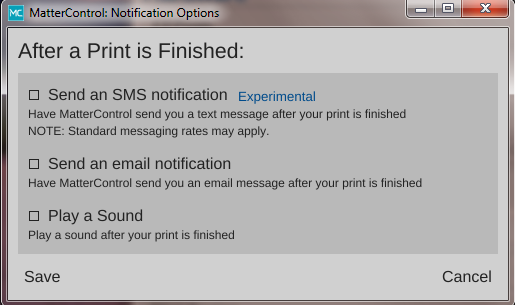 MC MatterControl: Notification Options
After a Print is Finished:
Send an SMS notification Experimental
Have MatterControl send you a text message after your print is finished
NOTE: Standard messaging rates may apply.
Send an email notification
Have MatterControl send you an email message after your print is finished
Play a Sound
Play a sound after your print is finished
Save Cancel